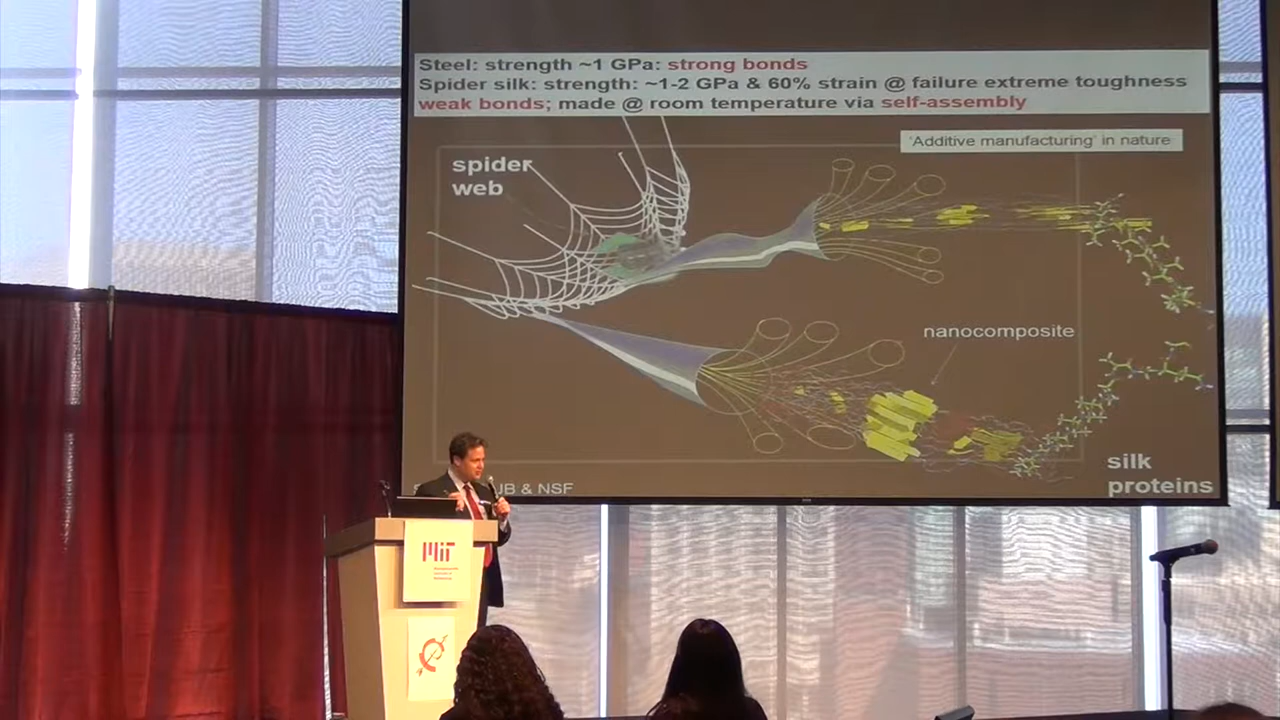 Steel: strength ~1 GPa: strong bonds
Spider silk: strength: ~1-2 GPa & 60% strain @ failure extreme toughness
weak bonds; made @ room temperature via self-assembly
'Additive manufacturing' in nature
spider
web
nanocomposite
silk
proteins
JB & NSF
MiT